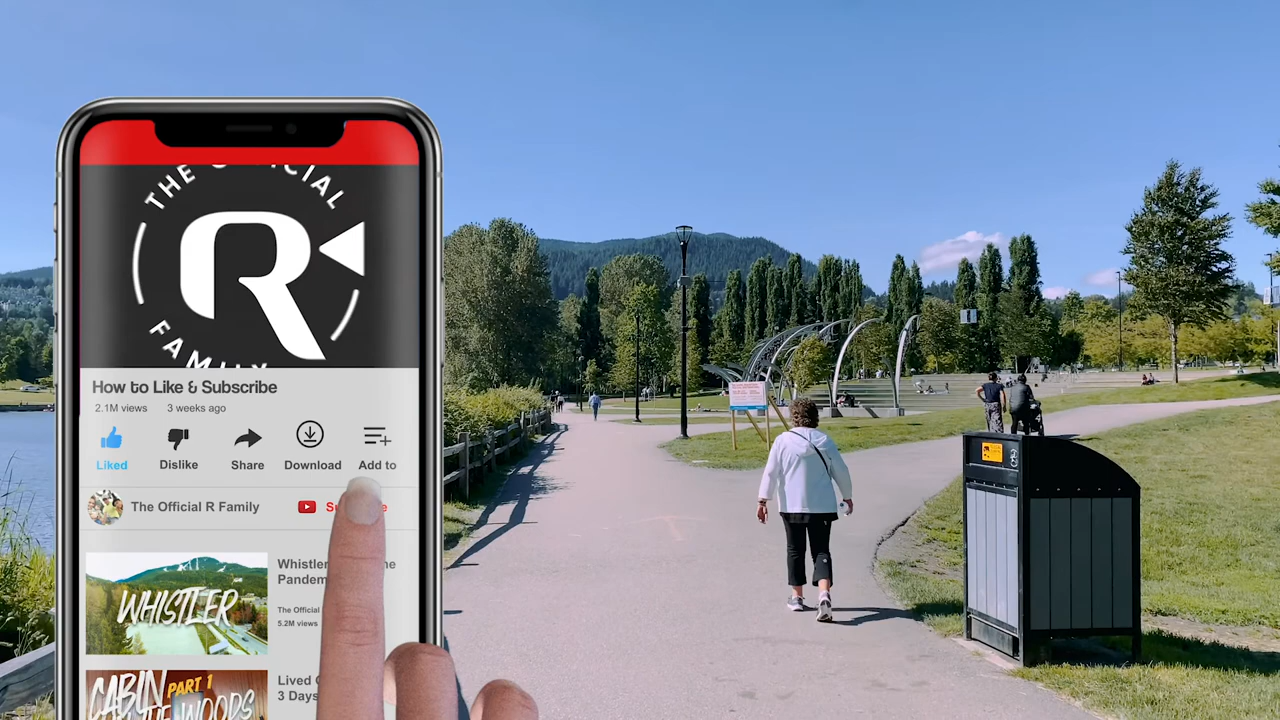 THE OFFICIAL
R
FAMILY
How to Like & Subscribe
2.1M views 3 weeks ago
Liked Dislike Share Download Add to
The Official R Family
WHISTLER
Whistler
The Official
5.2M views
CABIN PART 1
WOODS
Lived
3 Days